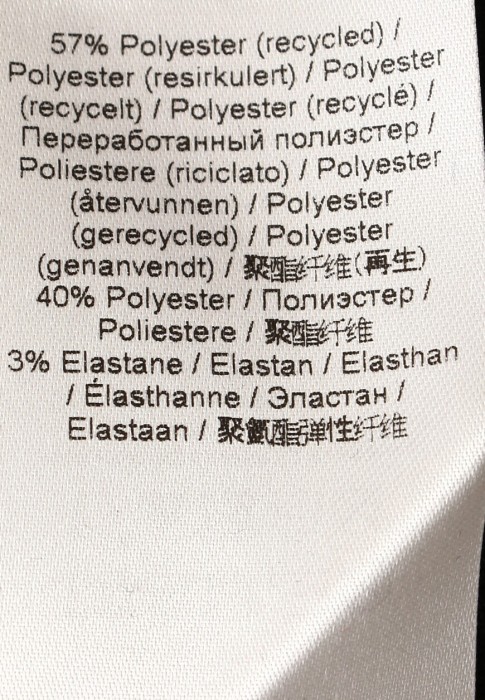 57% Polyester (recycled) /
Polyester (resirkulert) / Polyester
(recycelt) / Polyester (recyclé) /
Переработанный полиэстер /
Poliestere (riciclato) / Polyester
(återvunnen) / Polyester
(gerecycled) / Polyester
(genanvendt) / 聚酯纤维(再生)
40% Polyester / Полиэстер /
Poliestere / 聚酯纤维
3% Elastane / Elastan / Elasthan
/ Élasthanne / Эластан /
Elastaan / 聚氨酯弹性纤维